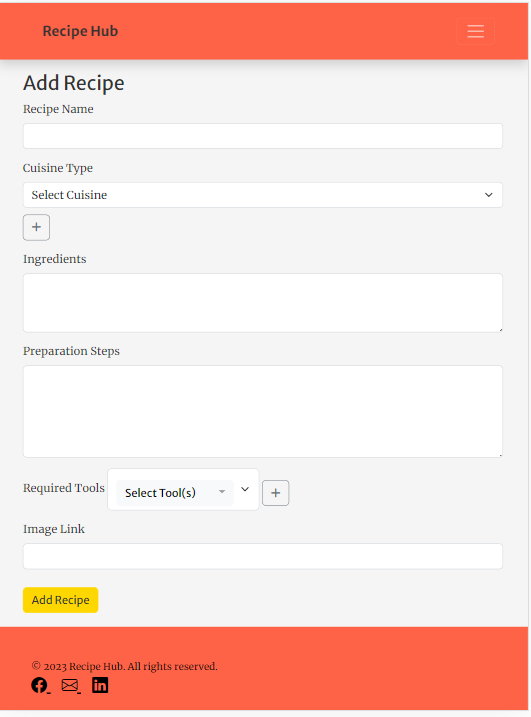 Recipe Hub
Add Recipe
Recipe Name
Cuisine Type
Select Cuisine
+
Ingredients
Preparation Steps
Required Tools Select Tool(s) +
Image Link
Add Recipe
© 2023 Recipe Hub. All rights reserved.